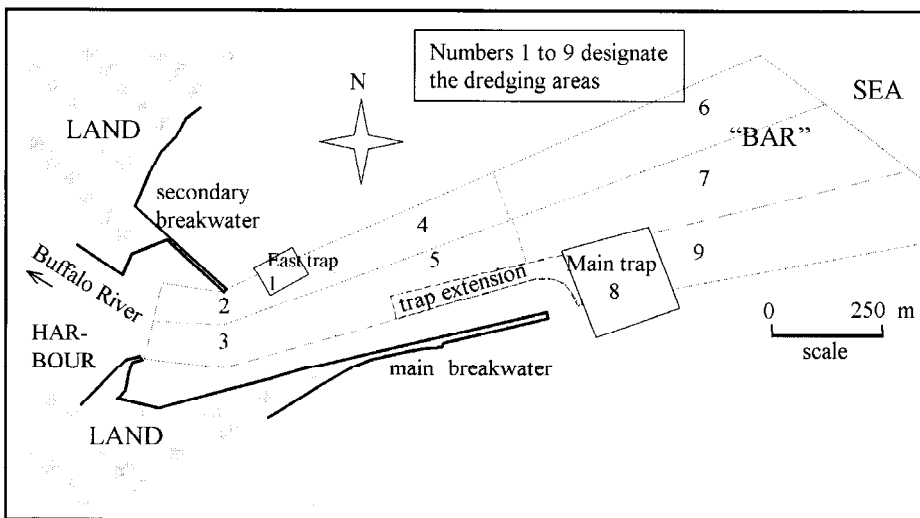 Numbers 1 to 9 designate
the dredging areas
N
SEA
LAND
6
"BAR"
secondary
breakwater
7
4
East trap
1
5
9
Main trap
8
Buffalo River
trap extension
2
0 250 m
scale
HAR-
BOUR
3
main breakwater
LAND